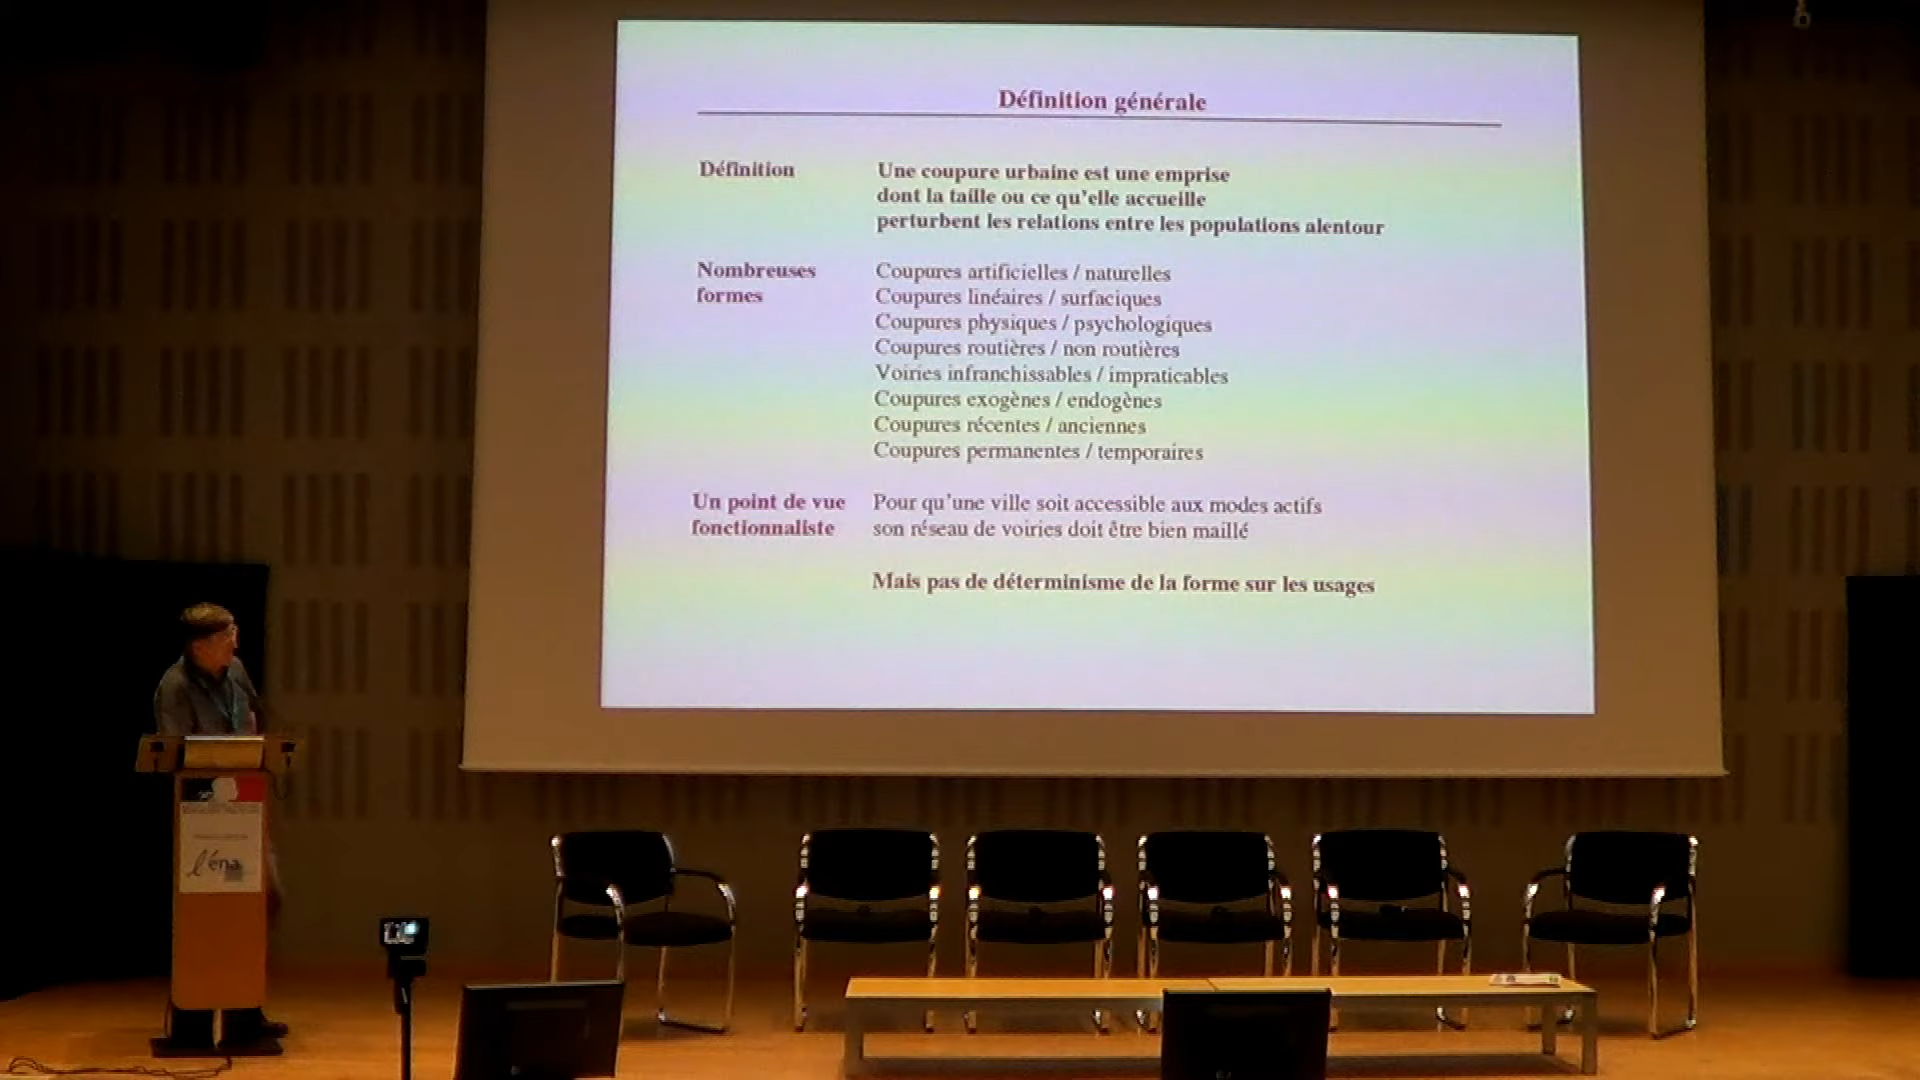 Définition générale
Définition
Une coupure urbaine est une emprise
dont la taille ou ce qu'elle accueille
perturbent les relations entre les populations alentour
Nombreuses
formes
Coupures artificielles / naturelles
Coupures linéaires / surfaciques
Coupures physiques / psychologiques
Coupures routières / non routières
Voiries infranchissables / impraticables
Coupures exogènes / endogènes
Coupures récentes / anciennes
Coupures permanentes / temporaires
Un point de vue
fonctionnaliste
Pour qu'une ville soit accessible aux modes actifs
son réseau de voiries doit être bien maillé
Mais pas de déterminisme de la forme sur les usages
l'éna